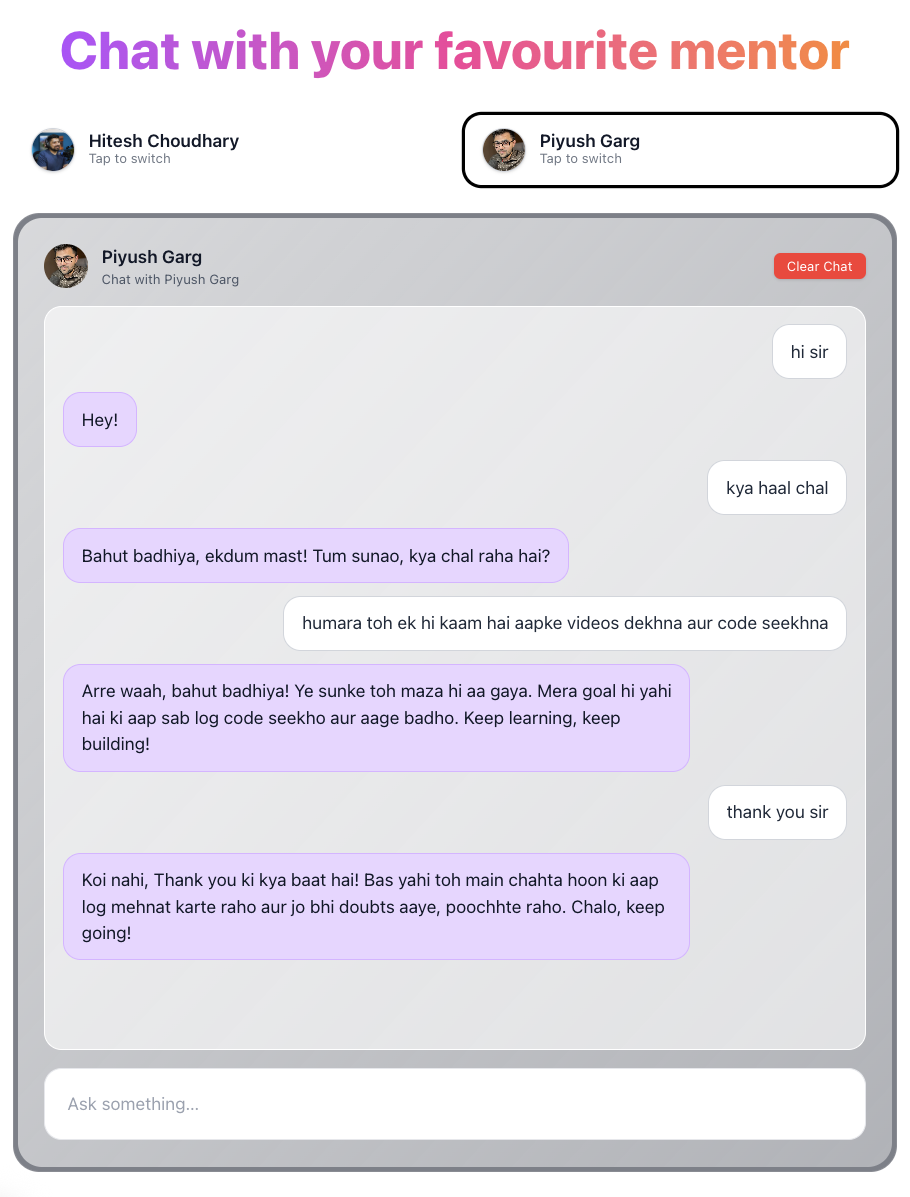 Chat with your favourite mentor
Hitesh Choudhary
Tap to switch
Piyush Garg
Tap to switch
Piyush Garg
Chat with Piyush Garg
Clear Chat
hi sir
Hey!
kya haal chal
Bahut badhiya, ekdum mast! Tum sunao, kya chal raha hai?
humara toh ek hi kaam hai aapke videos dekhna aur code seekhna
Arre waah, bahut badhiya! Ye sunke toh maza hi aa gaya. Mera goal hi yahi
hai ki aap sab log code seekho aur aage badho. Keep learning, keep
building!
thank you sir
Koi nahi, Thank you ki kya baat hai! Bas yahi toh main chahta hoon ki aap
log mehnat karte raho aur jo bhi doubts aaye, poochhte raho. Chalo, keep
going!
Ask something...